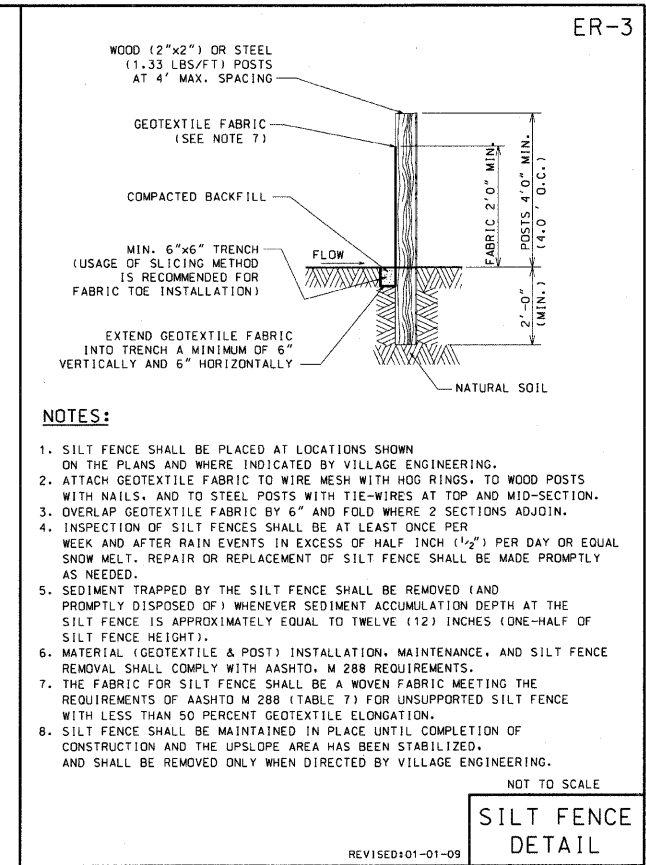 ER-3
WOOD (2"x2") OR STEEL
(1.33 LBS/FT) POSTS
AT 4' MAX. SPACING
GEOTEXTILE FABRIC
(SEE NOTE 7)
COMPACTED BACKFILL
MIN. 6"x6" TRENCH
(USAGE OF SLICING METHOD
IS RECOMMENDED FOR
FABRIC TOE INSTALLATION)
FLOW
EXTEND GEOTEXTILE FABRIC
INTO TRENCH A MINIMUM OF 6"
VERTICALLY AND 6" HORIZONTALLY
FABRIC 2'0" MIN.
POSTS 4'0" MIN.
(4.0 ' O.C.)
2'-0"
(MIN.)
NATURAL SOIL
NOTES:
1. SILT FENCE SHALL BE PLACED AT LOCATIONS SHOWN
ON THE PLANS AND WHERE INDICATED BY VILLAGE ENGINEERING.
2. ATTACH GEOTEXTILE FABRIC TO WIRE MESH WITH HOG RINGS, TO WOOD POSTS
WITH NAILS, AND TO STEEL POSTS WITH TIE-WIRES AT TOP AND MID-SECTION.
3. OVERLAP GEOTEXTILE FABRIC BY 6" AND FOLD WHERE 2 SECTIONS ADJOIN.
4. INSPECTION OF SILT FENCES SHALL BE AT LEAST ONCE PER
WEEK AND AFTER RAIN EVENTS IN EXCESS OF HALF INCH (1/2") PER DAY OR EQUAL
SNOW MELT. REPAIR OR REPLACEMENT OF SILT FENCE SHALL BE MADE PROMPTLY
AS NEEDED.
5. SEDIMENT TRAPPED BY THE SILT FENCE SHALL BE REMOVED (AND
PROMPTLY DISPOSED OF) WHENEVER SEDIMENT ACCUMULATION DEPTH AT THE
SILT FENCE IS APPROXIMATELY EQUAL TO TWELVE (12) INCHES (ONE-HALF OF
SILT FENCE HEIGHT).
6. MATERIAL (GEOTEXTILE & POST) INSTALLATION, MAINTENANCE, AND SILT FENCE
REMOVAL SHALL COMPLY WITH AASHTO, M 288 REQUIREMENTS.
7. THE FABRIC FOR SILT FENCE SHALL BE A WOVEN FABRIC MEETING THE
REQUIREMENTS OF AASHTO M 288 (TABLE 7) FOR UNSUPPORTED SILT FENCE
WITH LESS THAN 50 PERCENT GEOTEXTILE ELONGATION.
8. SILT FENCE SHALL BE MAINTAINED IN PLACE UNTIL COMPLETION OF
CONSTRUCTION AND THE UPSLOPE AREA HAS BEEN STABILIZED,
AND SHALL BE REMOVED ONLY WHEN DIRECTED BY VILLAGE ENGINEERING.
NOT TO SCALE
SILT FENCE
DETAIL
REVISED:01-01-09